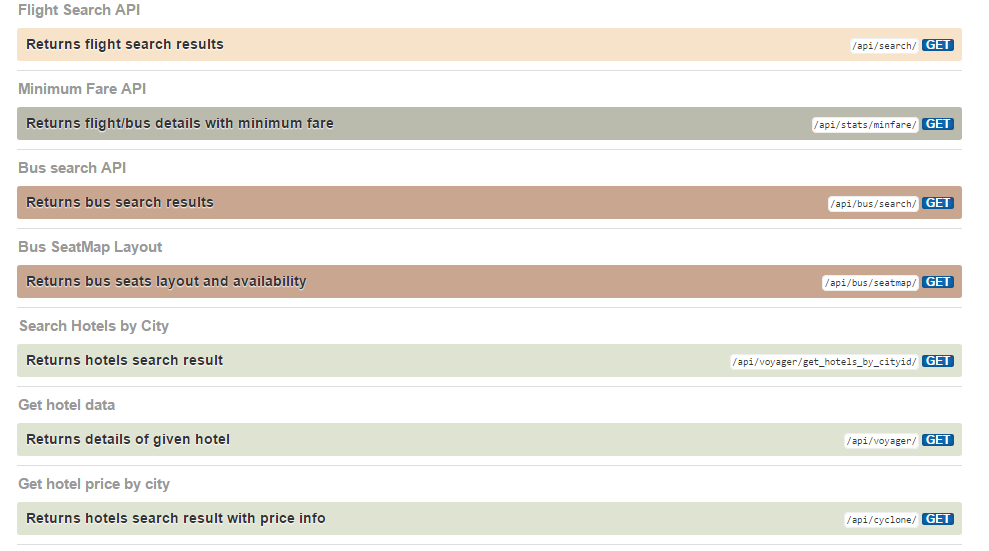 Flight Search API
Returns flight search results /api/search/ GET
Minimum Fare API
Returns flight/bus details with minimum fare /api/stats/minfare/ GET
Bus search API
Returns bus search results /api/bus/search/ GET
Bus SeatMap Layout
Returns bus seats layout and availability /api/bus/seatmap/ GET
Search Hotels by City
Returns hotels search result /api/voyager/get_hotels_by_cityid/ GET
Get hotel data
Returns details of given hotel /api/voyager/ GET
Get hotel price by city
Returns hotels search result with price info /api/cyclone/ GET